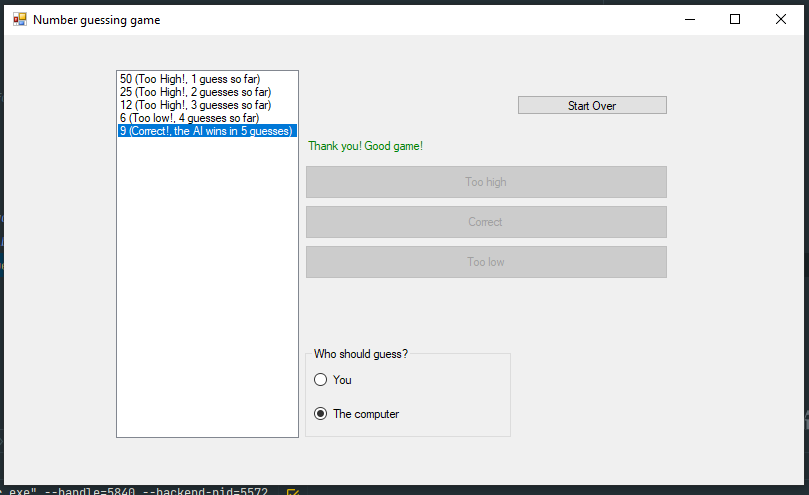 Number guessing game
50 (Too High!, 1 guess so far)
25 (Too High!, 2 guesses so far)
12 (Too High!, 3 guesses so far)
6 (Too low!, 4 guesses so far)
9 (Correct!, the AI wins in 5 guesses)
Start Over
Thank you! Good game!
Too high
Correct
Too low
Who should guess?
You
The computer
exe" --handle=5840 --backend-pid=5572